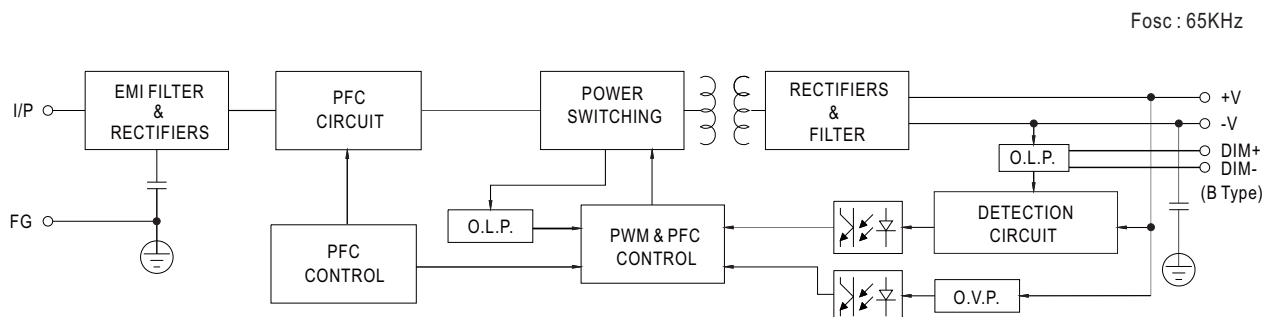 Fosc : 65KHz
I/P
EMI FILTER
&
RECTIFIERS
PFC
CIRCUIT
POWER
SWITCHING
RECTIFIERS
&
FILTER
+V
-V
DIM+
DIM-
(B Type)
O.L.P.
FG
O.L.P.
PFC
CONTROL
PWM & PFC
CONTROL
DETECTION
CIRCUIT
O.V.P.